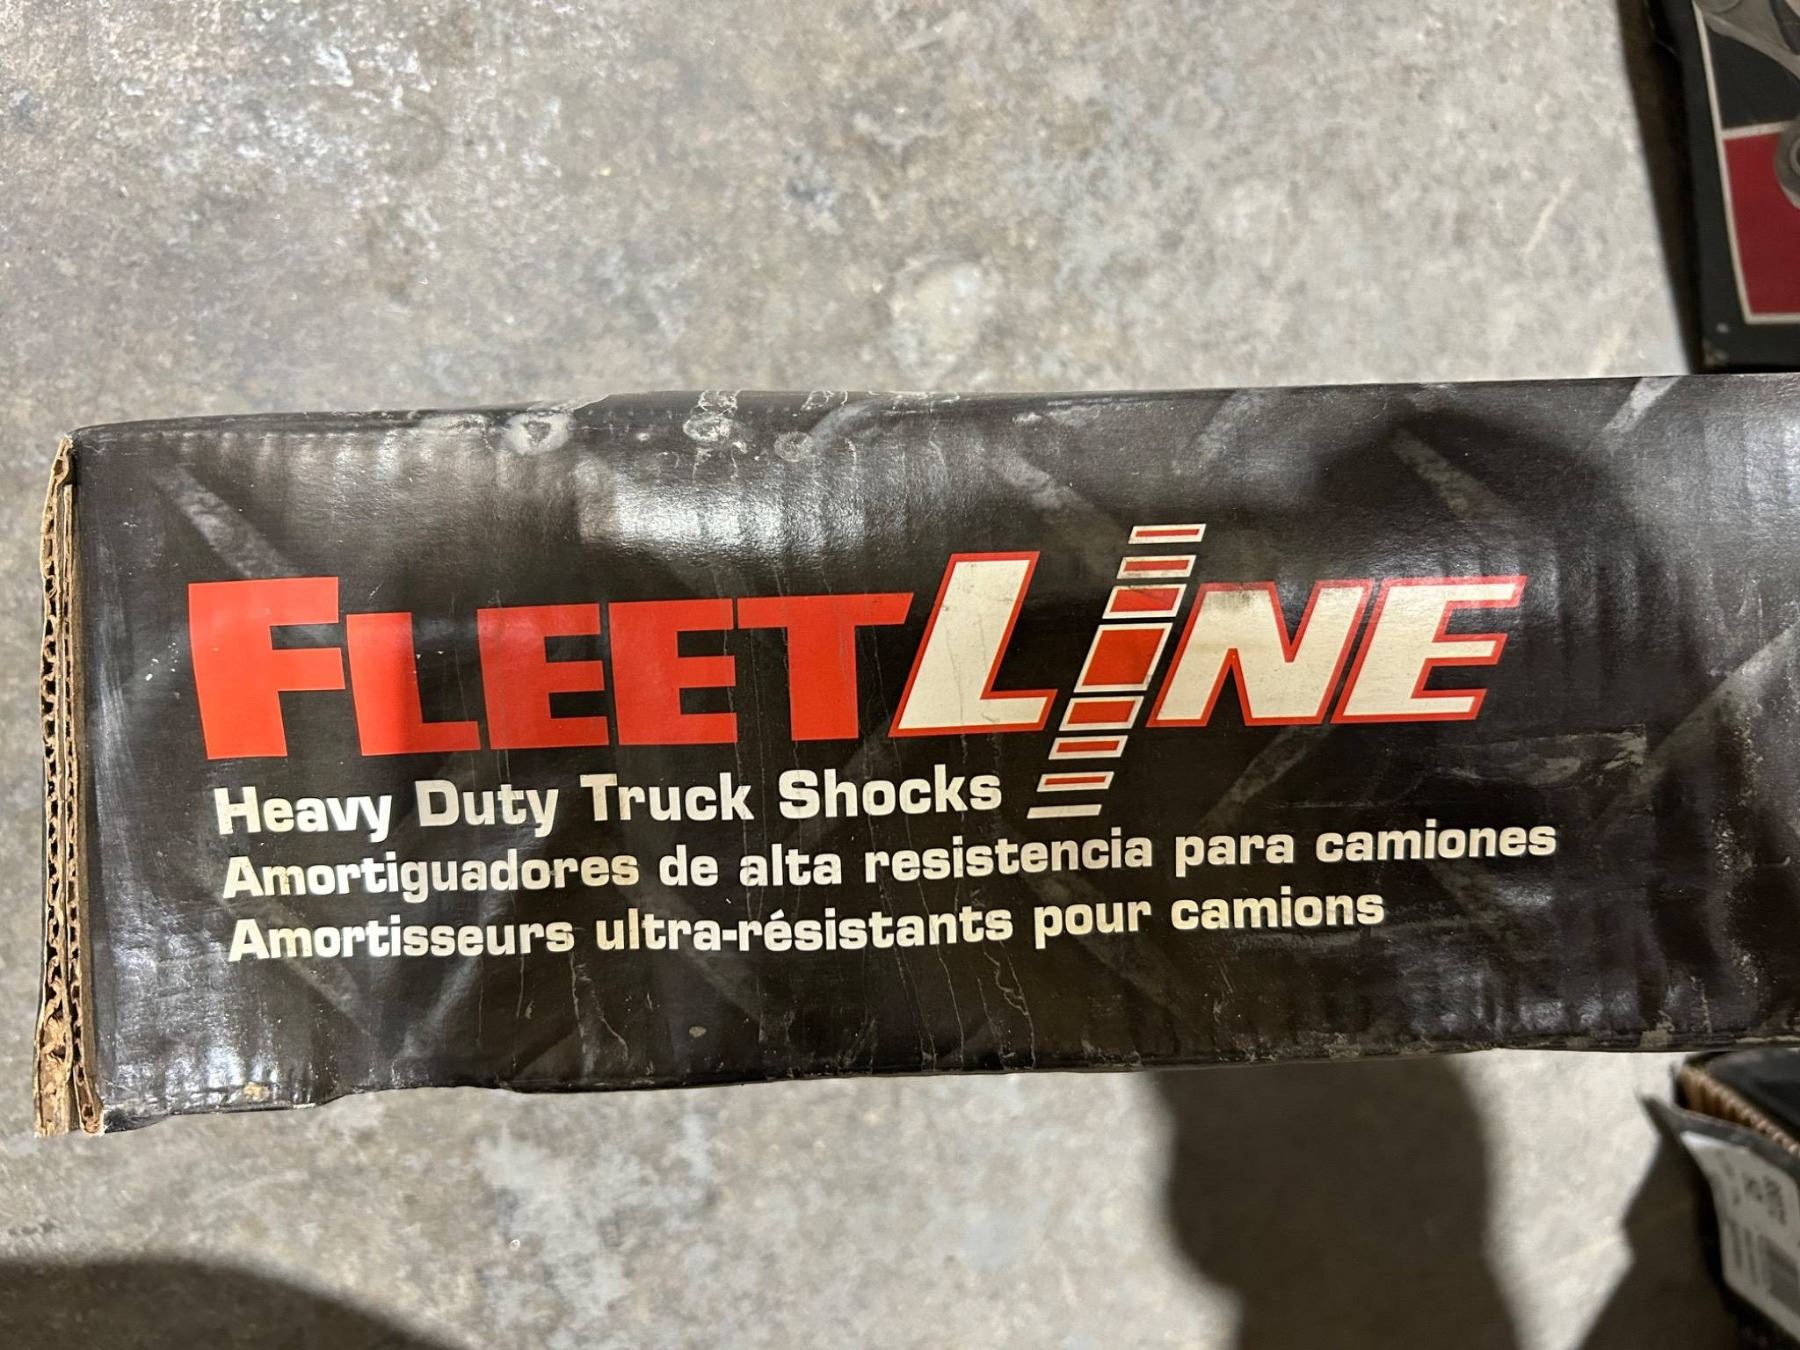 FLEETLINE
Heavy Duty Truck Shocks
Amortiguadores de alta resistencia para camiones
Amortisseurs ultra-résistants pour camions